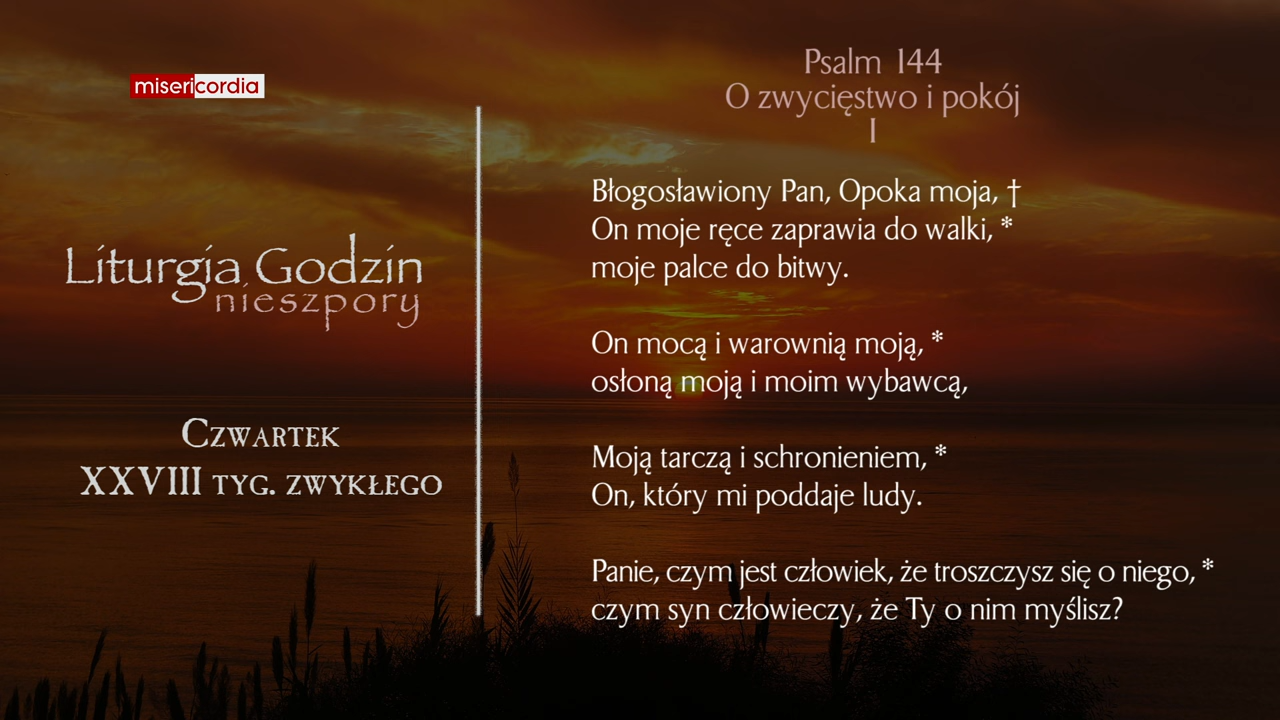 misericordia
Liturgia Godzin
nieszpory
Czwartek
XXVIII tyg. zwykłego
Psalm 144
O zwycięstwo i pokój
I
Błogosławiony Pan, Opoka moja, †
On moje ręce zaprawia do walki, *
moje palce do bitwy.
On mocą i warownią moją, *
osłoną moją i moim wybawcą,
Moją tarczą i schronieniem, *
On, który mi poddaje ludy.
Panie, czym jest człowiek, że troszczysz się o niego, *
czym syn człowieczy, że Ty o nim myślisz?